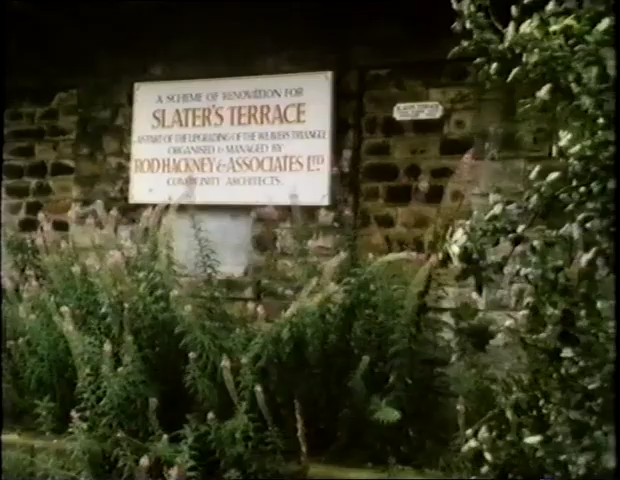 A SCHEME OF RENOVATION FOR
SLATER'S TERRACE
AS PART OF THE UPGRADING OF THE WEAVERS TRIANGLE
ORGANISED & MANAGED BY
ROD HACKNEY & ASSOCIATES LTD
COMMUNITY ARCHITECTS.
SLATERS TERRACE